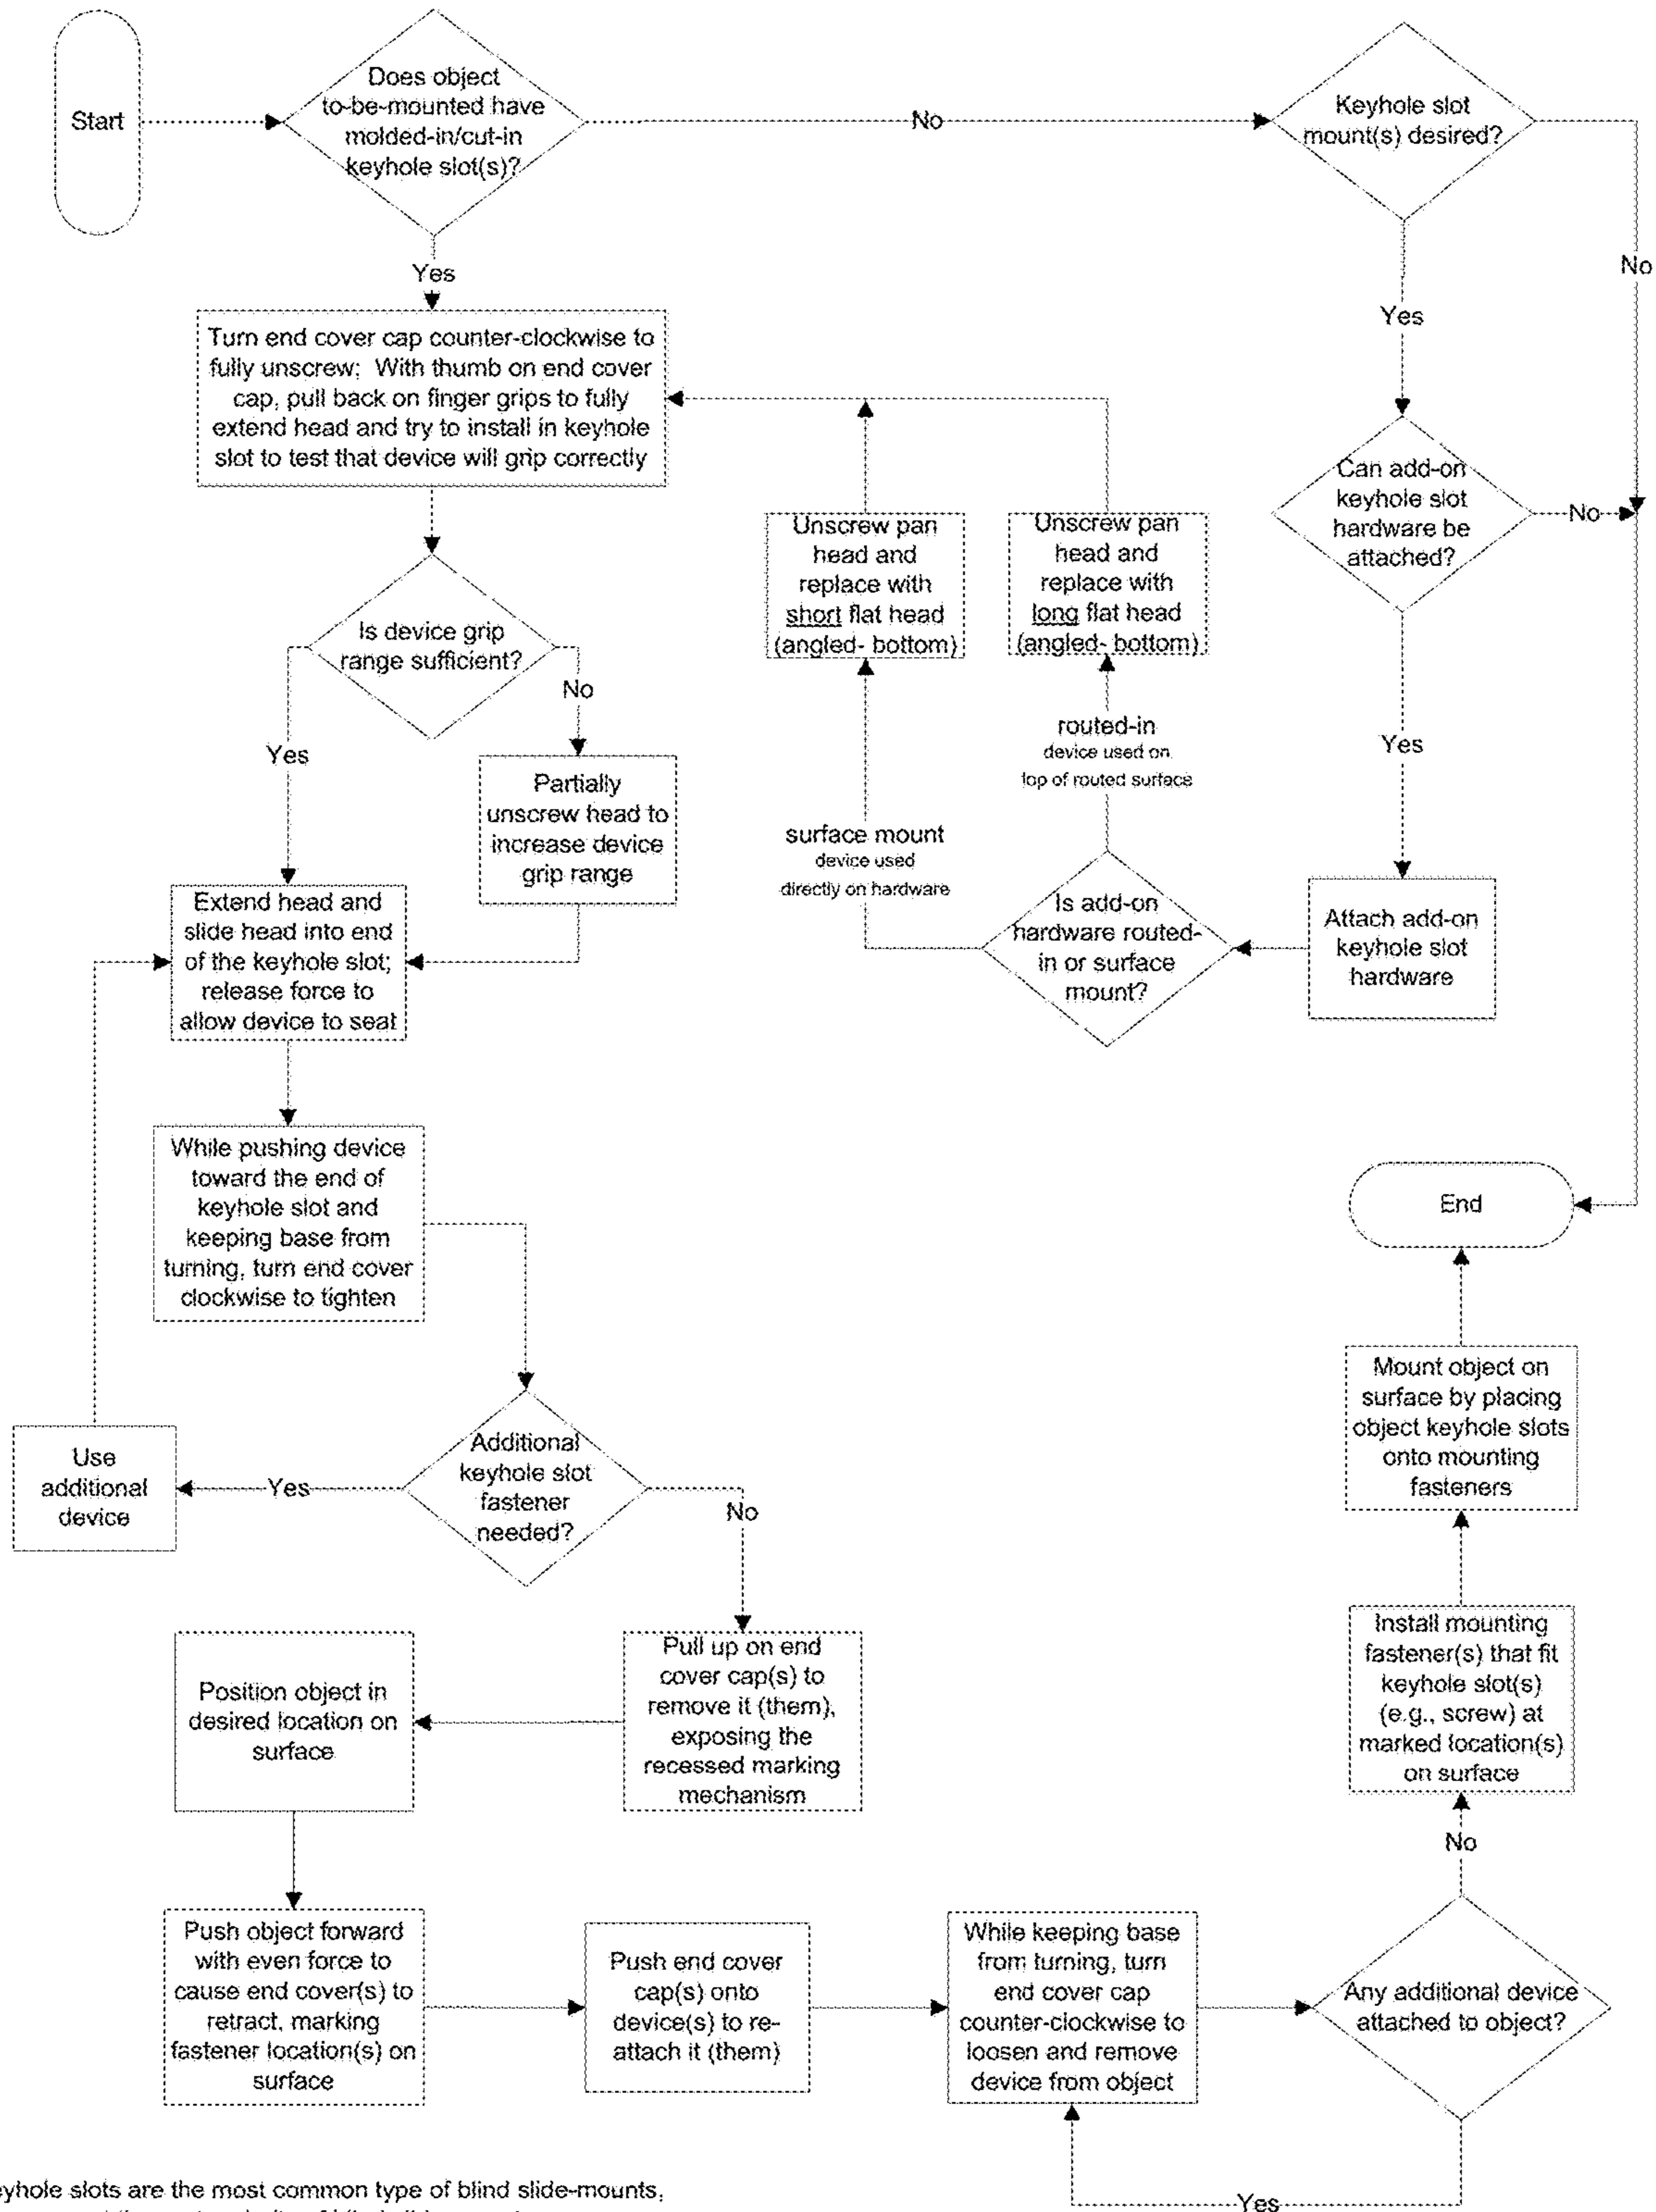 Start
Does object
to-be-mounted have
molded-in/cut-in
keyhole slot(s)?
No
Keyhole slot
mount(s) desired?
No
Yes
Yes
Turn end cover cap counter-clockwise to
fully unscrew; With thumb on end cover
cap, pull back on finger grips to fully
extend head and try to install in keyhole
slot to test that device will grip correctly
Can add-on
keyhole slot
hardware be
attached?
No
Unscrew pan
head and
replace with
short flat head
(angled- bottom)
Unscrew pan
head and
replace with
long flat head
(angled- bottom)
Is device grip
range sufficient?
No
Yes
routed-in
device used on
top of routed surface
Yes
Partially
unscrew head to
increase device
grip range
surface mount
device used
directly on hardware
Is add-on
hardware routed-
in or surface
mount?
Attach add-on
keyhole slot
hardware
Extend head and
slide head into end
of the keyhole slot;
release force to
allow device to seat
While pushing device
toward the end of
keyhole slot and
keeping base from
turning, turn end cover
clockwise to tighten
End
Mount object on
surface by placing
object keyhole slots
onto mounting
fasteners
Use
additional
device
Yes
Additional
keyhole slot
fastener
needed?
No
Install mounting
fastener(s) that fit
keyhole slot(s)
(e.g., screw) at
marked location(s)
on surface
Position object in
desired location on
surface
Pull up on end
cover cap(s) to
remove it (them),
exposing the
recessed marking
mechanism
No
Push object forward
with even force to
cause end cover(s) to
retract, marking
fastener location(s) on
surface
Push end cover
cap(s) onto
device(s) to re-
attach it (them)
While keeping base
from turning, turn
end cover cap
counter-clockwise to
loosen and remove
device from object
Any additional device
attached to object?
Yes
eyhole slots are the most common type of blind slide-mounts,